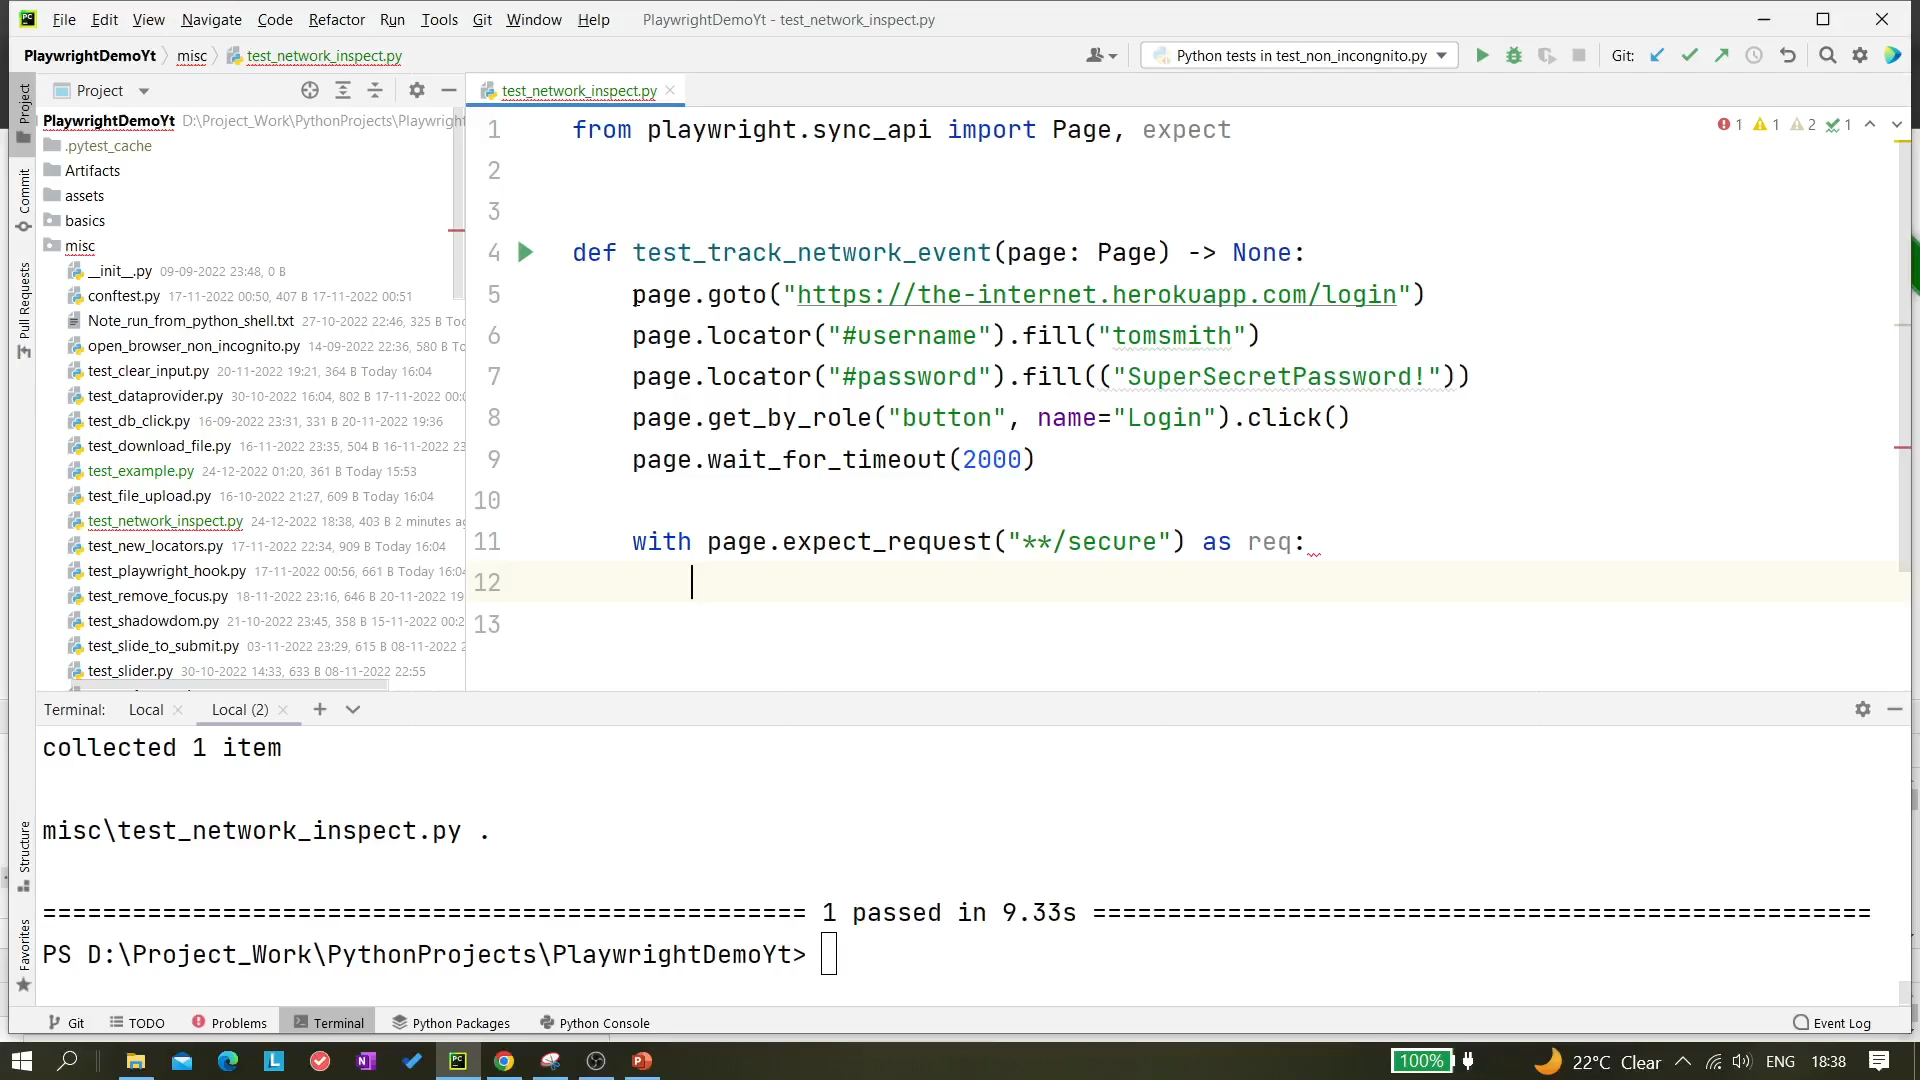 File Edit View Navigate Code Refactor Run Tools Git Window Help PlaywrightDemoYt - test_network_inspect.py
PlaywrightDemoYt misc test_network_inspect.py Python tests in test_non_incongnito.py Git:
Project
test_network_inspect.py
PlaywrightDemoYt D:\Project_Work\PythonProjects\Playwright
.pytest_cache
Artifacts
assets
basics
misc
__init__.py 09-09-2022 23:48, 0 B
conftest.py 17-11-2022 00:50, 407 B 17-11-2022 00:51
Note_run_from_python_shell.txt 27-10-2022 22:46, 325 B
open_browser_non_incognito.py 14-09-2022 22:36, 580 B
test_clear_input.py 20-11-2022 19:21, 364 B Today 16:04
test_dataprovider.py 30-10-2022 16:04, 802 B 17-11-2022
test_db_click.py 16-09-2022 23:31, 331 B 20-11-2022 19:36
test_download_file.py 16-11-2022 23:35, 504 B 16-11-2022 23
test_example.py 24-12-2022 01:20, 361 B Today 15:53
test_file_upload.py 16-10-2022 21:27, 609 B Today 16:04
test_network_inspect.py 24-12-2022 18:38, 403 B 2 minutes
test_new_locators.py 17-11-2022 22:34, 909 B Today 16:04
test_playwright_hook.py 17-11-2022 00:56, 661 B Today 16:04
test_remove_focus.py 18-11-2022 23:16, 646 B 20-11-2022 19
test_shadowdom.py 21-10-2022 23:45, 358 B 15-11-2022
test_slide_to_submit.py 03-11-2022 23:29, 615 B 08-11-2022
test_slider.py 30-10-2022 14:33, 633 B 08-11-2022 22:55
Project
Commit
Pull Requests
Structure
Favorites
1 from playwright.sync_api import Page, expect
2
3
4 def test_track_network_event(page: Page) -> None:
5 page.goto("https://the-internet.herokuapp.com/login")
6 page.locator("#username").fill("tomsmith")
7 page.locator("#password").fill(("SuperSecretPassword!"))
8 page.get_by_role("button", name="Login").click()
9 page.wait_for_timeout(2000)
10
11 with page.expect_request("**/secure") as req:
12
13
1 1 2 1
Terminal: Local Local (2)
collected 1 item
misc\test_network_inspect.py .
=================================================== 1 passed in 9.33s ====================================================
PS D:\Project_Work\PythonProjects\PlaywrightDemoYt>
Git TODO Problems Terminal Python Packages Python Console Event Log
100% 22°C Clear ENG 18:38